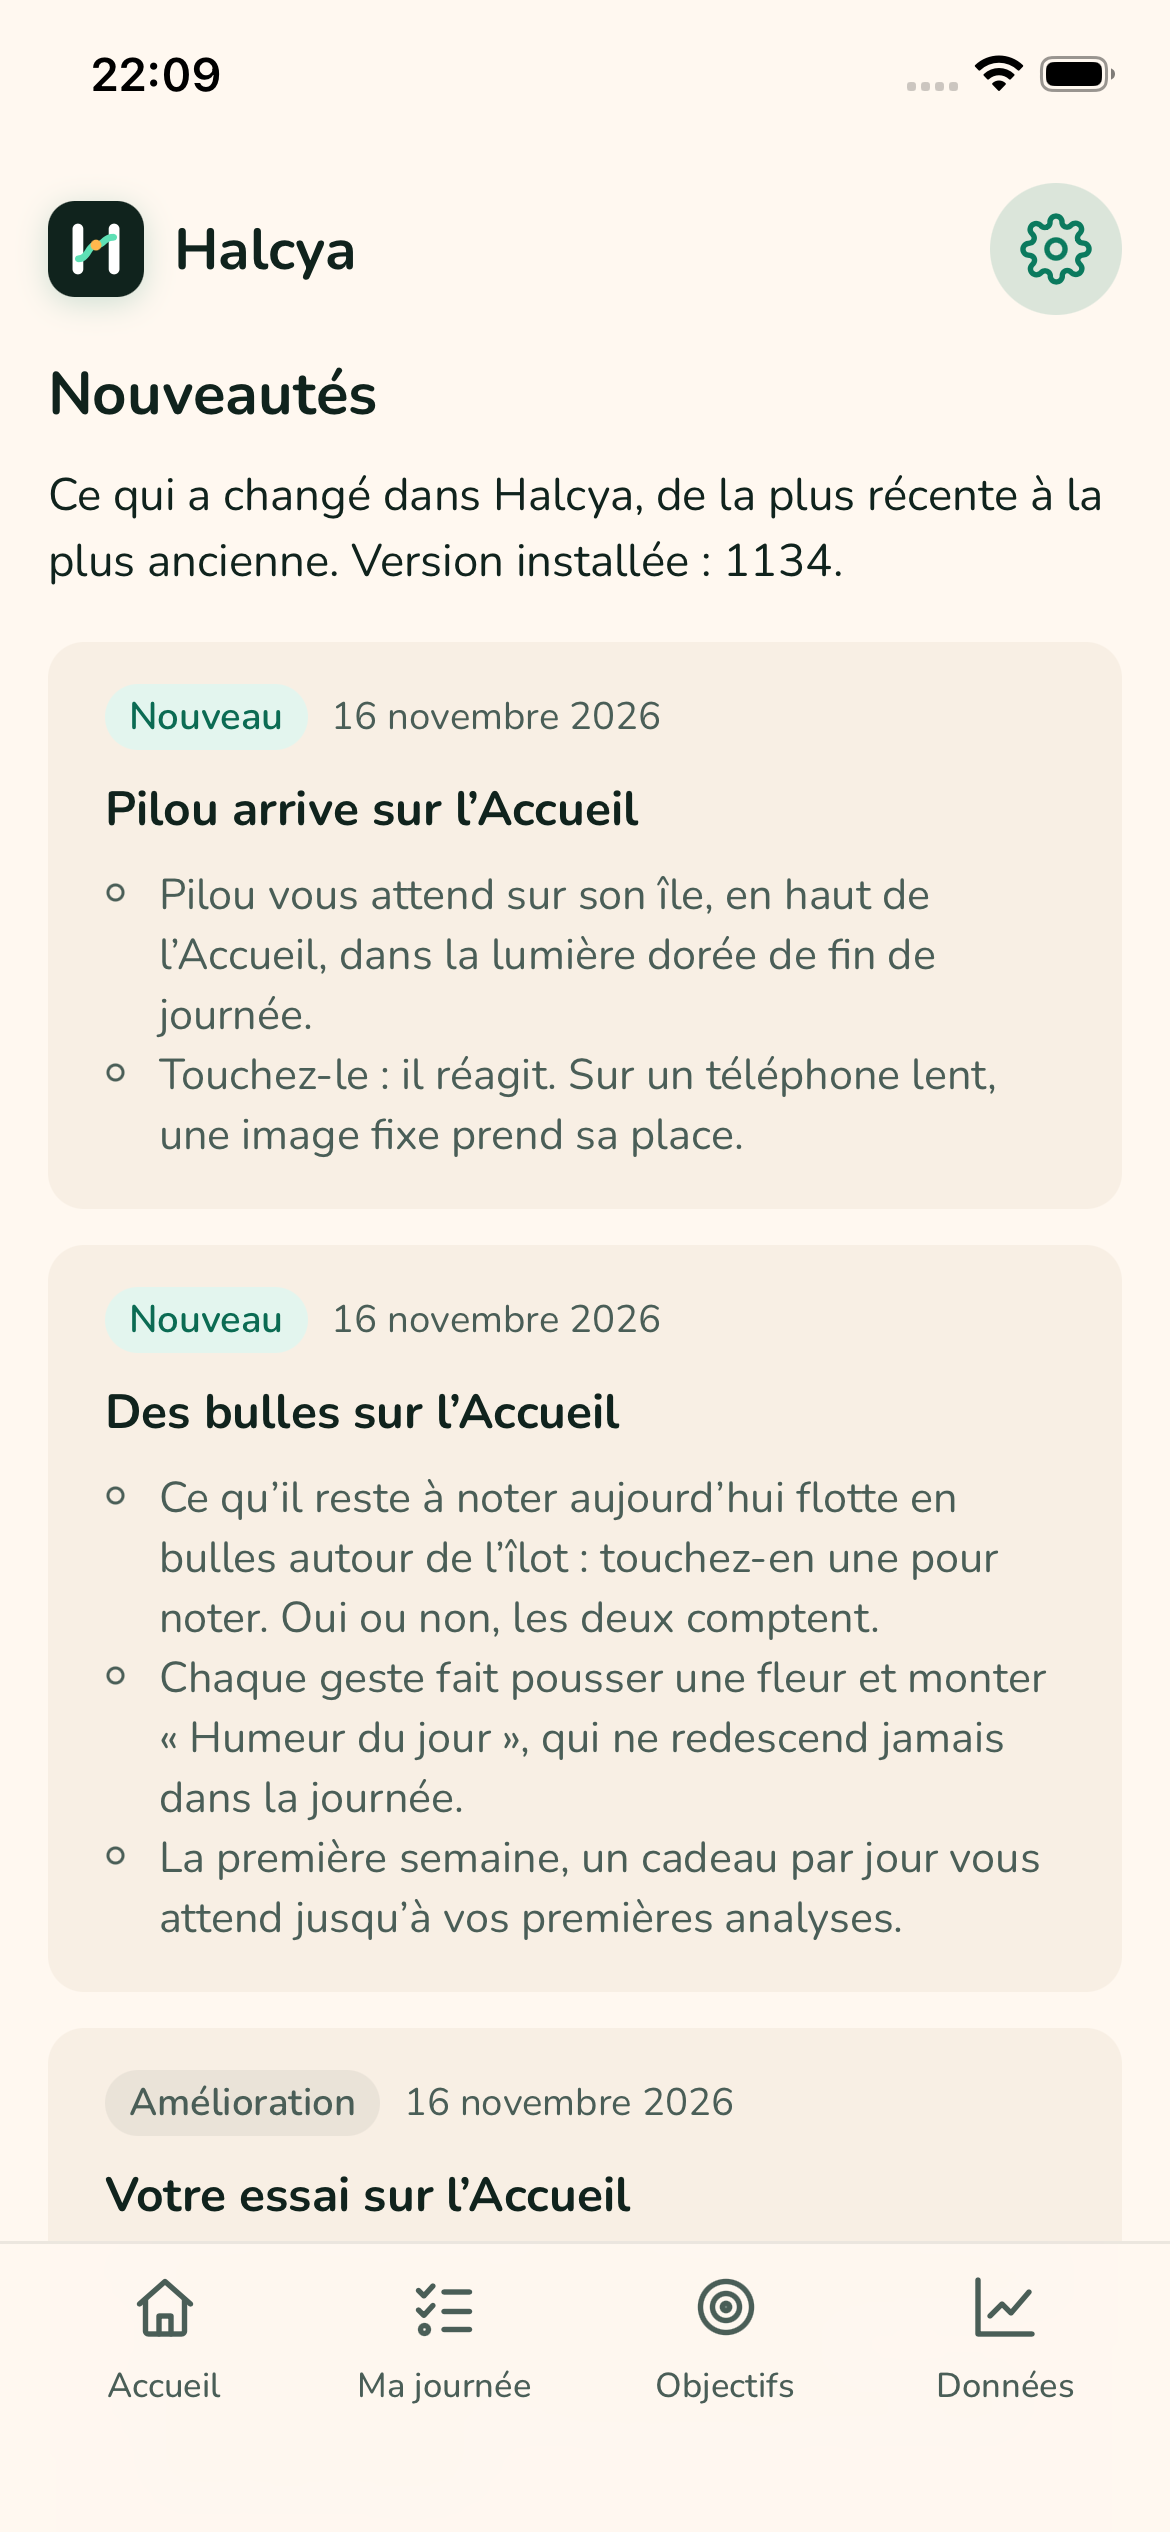 22:09
Halcya
Nouveautés
Ce qui a changé dans Halcya, de la plus récente à la
plus ancienne. Version installée : 1134.
Nouveau 16 novembre 2026
Pilou arrive sur l’Accueil
Pilou vous attend sur son île, en haut de
l’Accueil, dans la lumière dorée de fin de
journée.
Touchez-le : il réagit. Sur un téléphone lent,
une image fixe prend sa place.
Nouveau 16 novembre 2026
Des bulles sur l’Accueil
Ce qu’il reste à noter aujourd’hui flotte en
bulles autour de l’îlot : touchez-en une pour
noter. Oui ou non, les deux comptent.
Chaque geste fait pousser une fleur et monter
« Humeur du jour », qui ne redescend jamais
dans la journée.
La première semaine, un cadeau par jour vous
attend jusqu’à vos premières analyses.
Amélioration 16 novembre 2026
Votre essai sur l’Accueil
Accueil Ma journée Objectifs Données